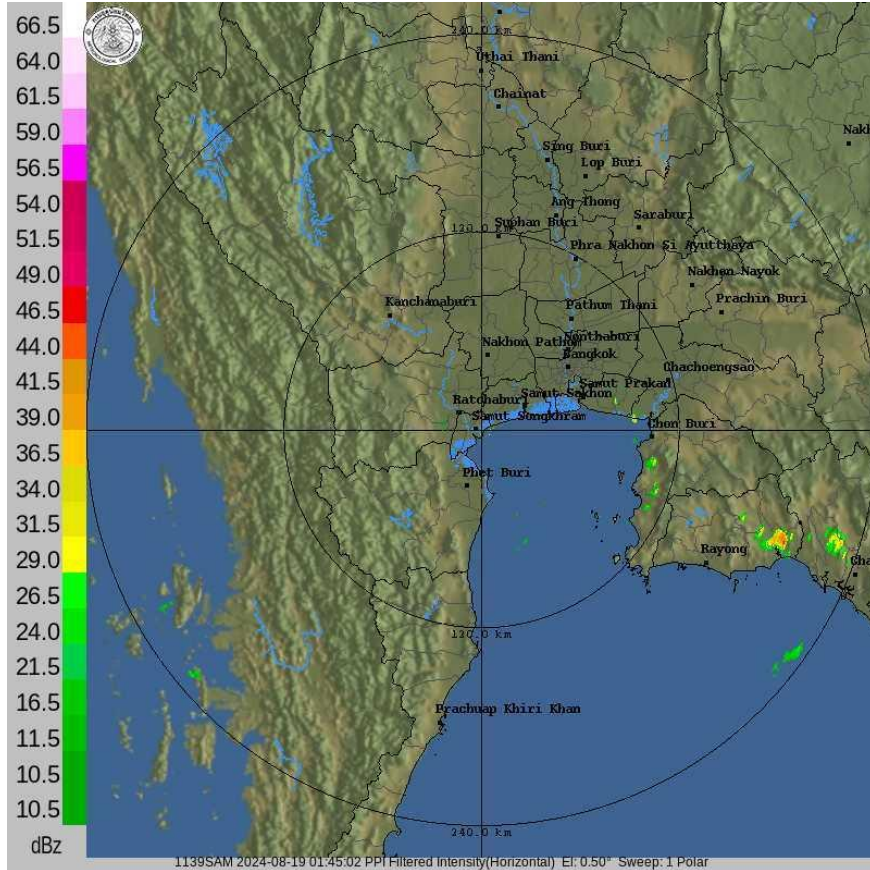 66.5
64.0
61.5
59.0
56.5
54.0
51.5
49.0
46.5
44.0
41.5
39.0
36.5
34.0
31.5
29.0
26.5
24.0
21.5
16.5
11.5
10.5
10.5
dBz
240.0 km
Uthai Thani
Chainat
Sing Buri
Lop Buri
Nakh
Ang Thong
Saraburi
Suphan Buri
120.0 km
Phra Nakhon Si Ayutthaya
Nakhon Nayok
Prachin Buri
Kanchanaburi
Pathum Thani
Nonthaburi
Nakhon Pathom
Bangkok
Chachoengsao
Samut Prakan
Samut Sakhon
Ratchaburi
Samut Songkhram
Chon Buri
Phet Buri
Rayong
Cha
130.0 km
Prachuap Khiri Khan
240.0 km
1139SAM 2024-08-19 01:45:02 PPI Filtered Intensity(Horizontal) El: 0.50° Sweep: 1 Polar